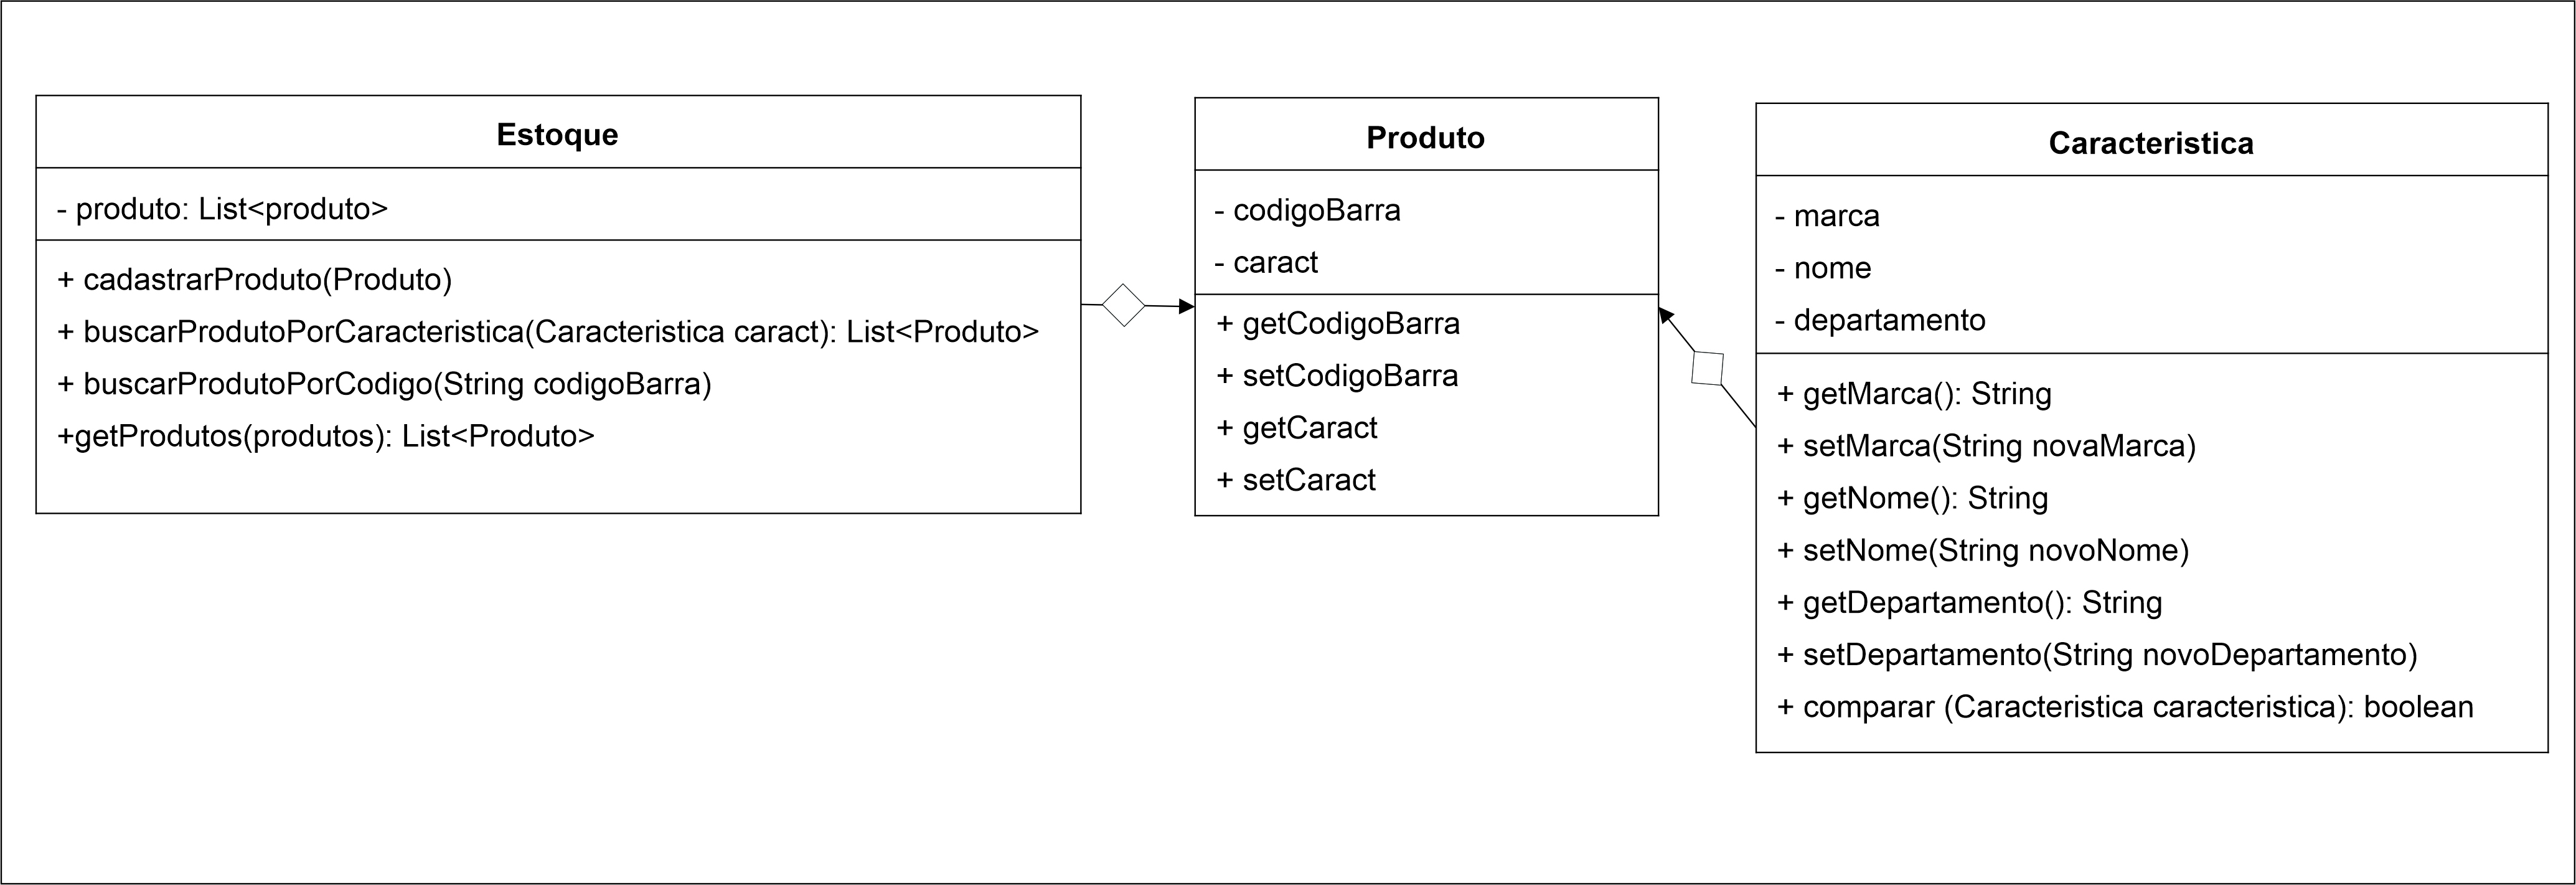 Estoque
- produto: List<produto>
+ cadastrarProduto(Produto)
+ buscarProdutoPorCaracteristica(Caracteristica caract): List<Produto>
+ buscarProdutoPorCodigo(String codigoBarra)
+getProdutos(produtos): List<Produto>
Produto
- codigoBarra
- caract
+ getCodigoBarra
+ setCodigoBarra
+ getCaract
+ setCaract
Caracteristica
- marca
- nome
- departamento
+ getMarca(): String
+ setMarca(String novaMarca)
+ getNome(): String
+ setNome(String novoNome)
+ getDepartamento(): String
+ setDepartamento(String novoDepartamento)
+ comparar (Caracteristica caracteristica): boolean